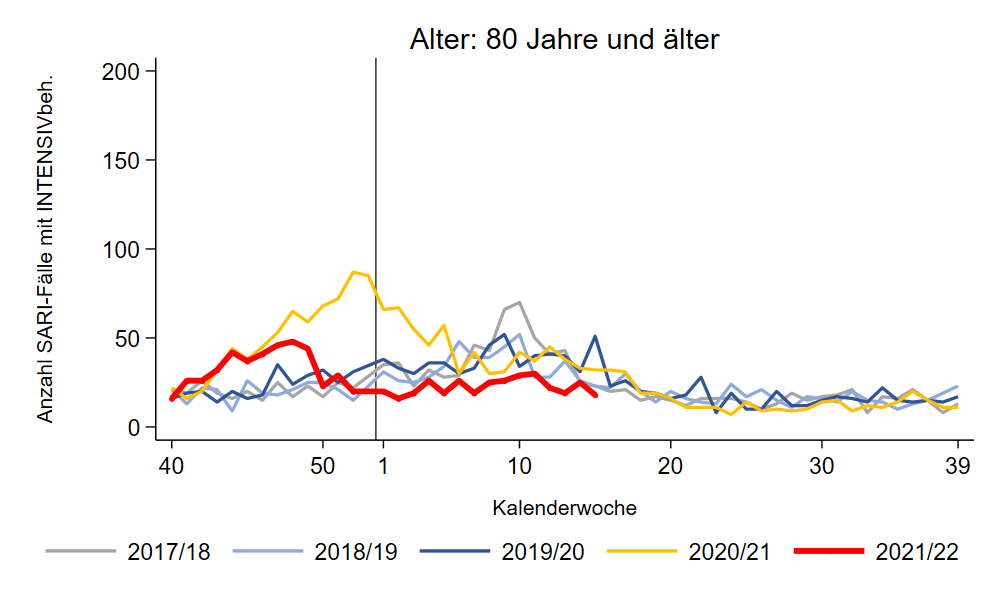 Alter: 80 Jahre und älter
Anzahl SARI-Fälle mit INTENSIVbeh.
200
150
100
50
0
40 50 1 10 20 30 39
Kalenderwoche
2017/18 2018/19 2019/20 2020/21 2021/22